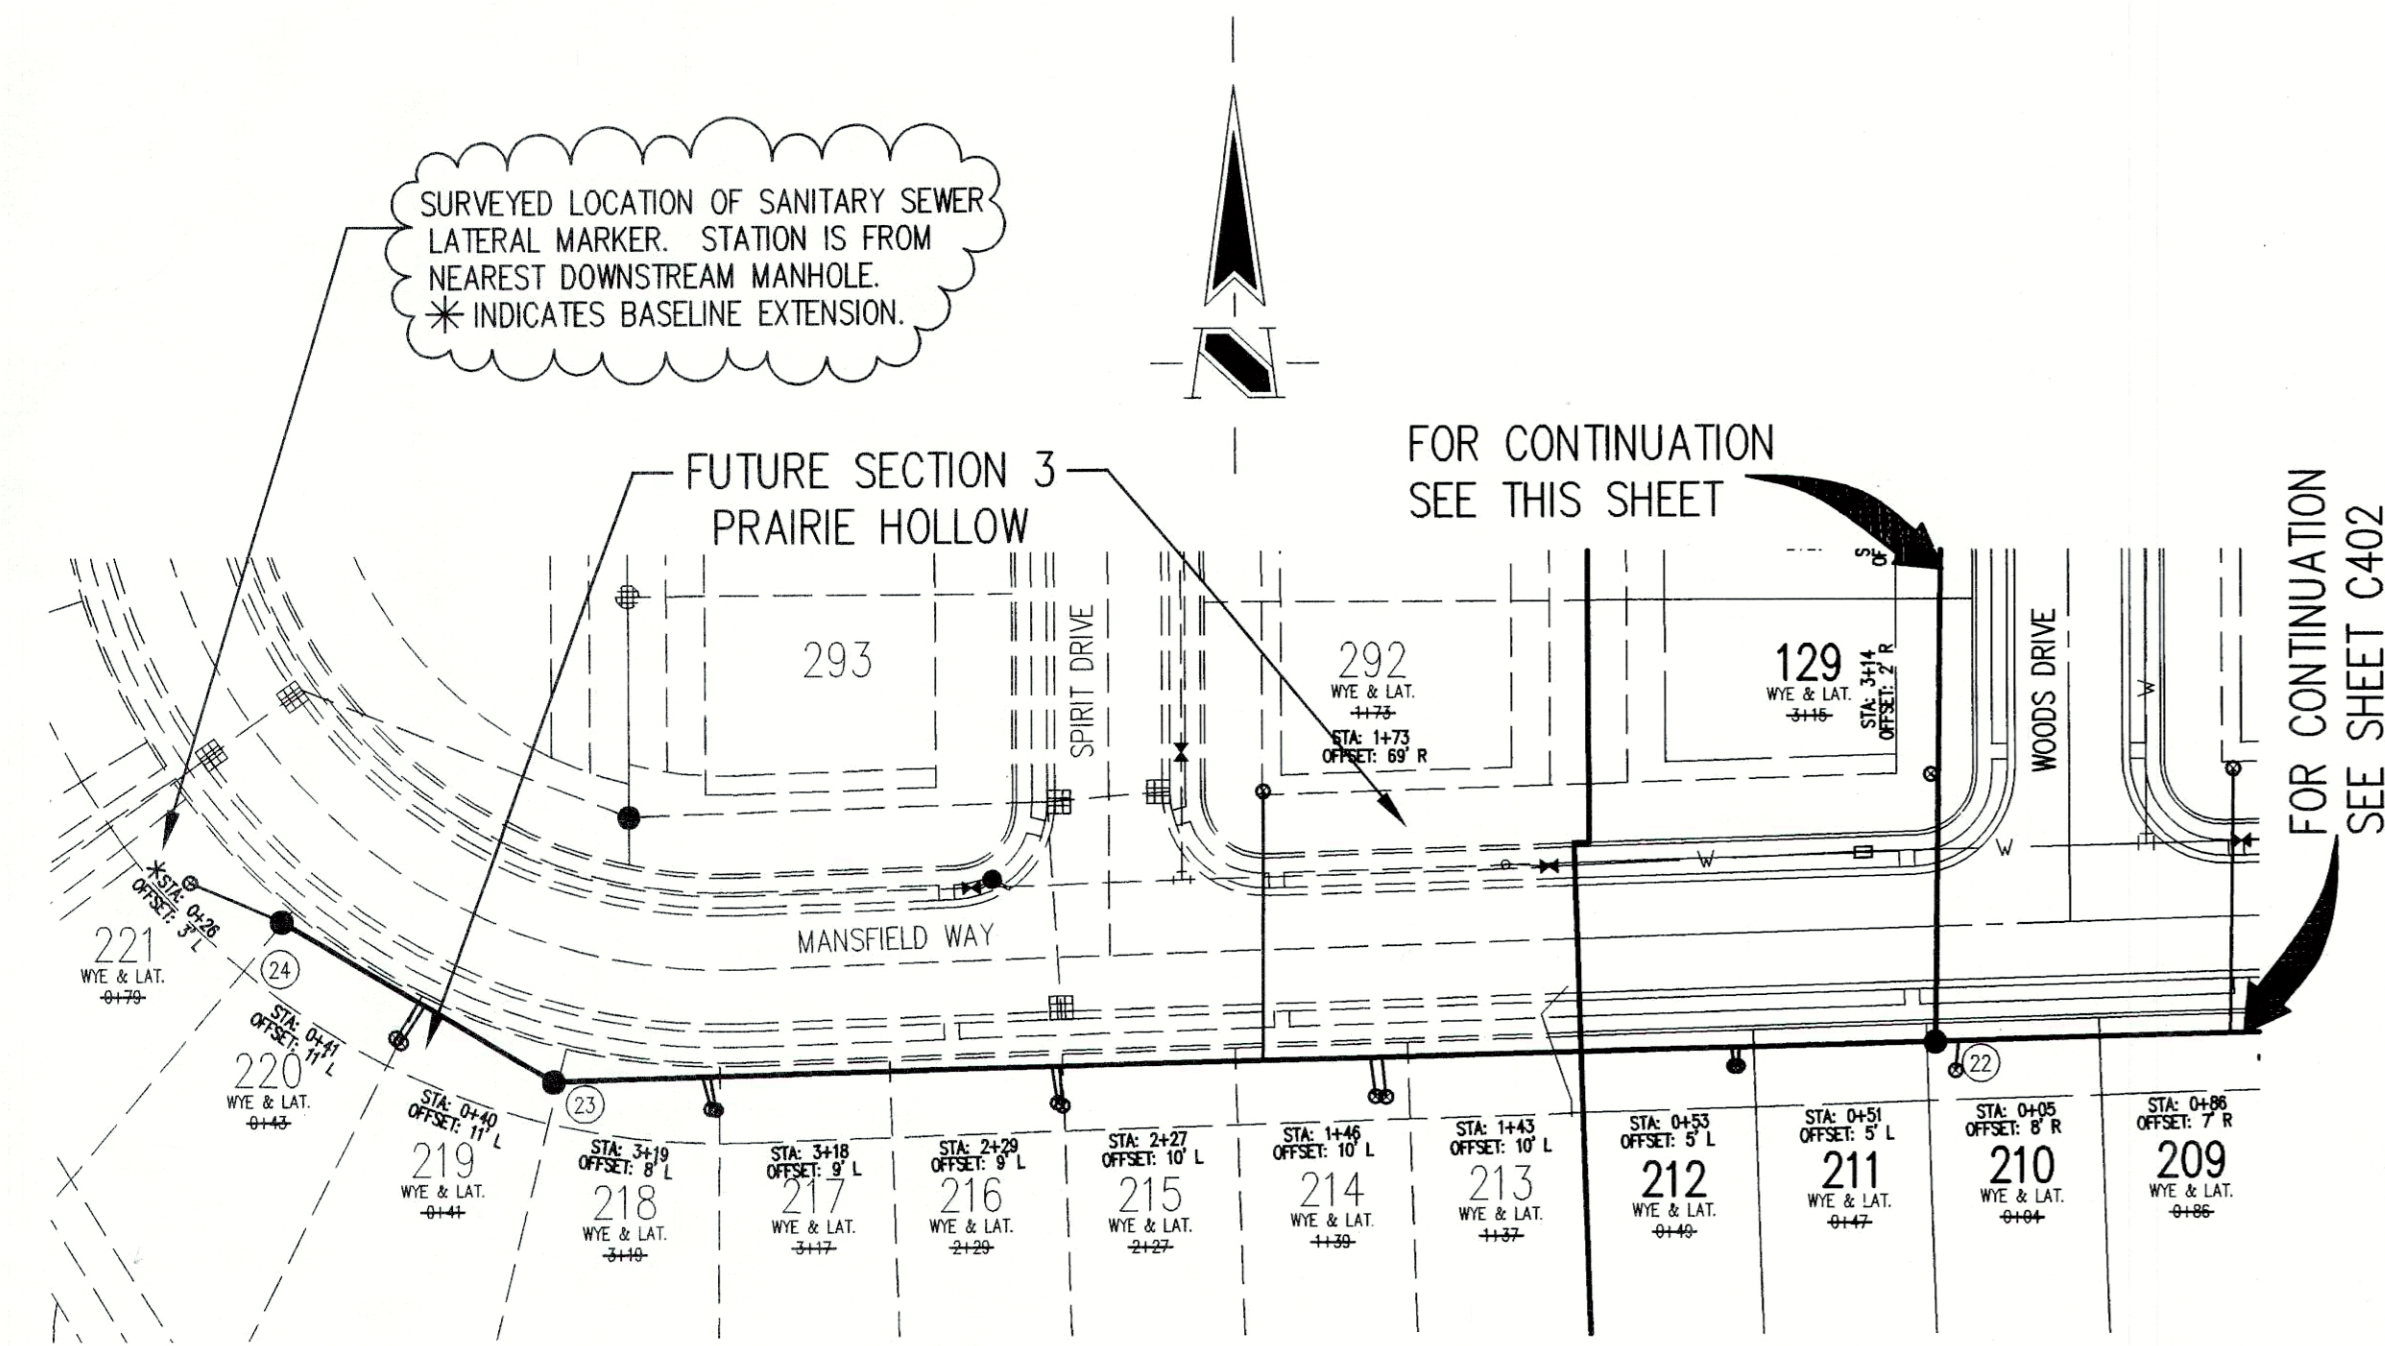 SURVEYED LOCATION OF SANITARY SEWER
LATERAL MARKER. STATION IS FROM
NEAREST DOWNSTREAM MANHOLE.
* INDICATES BASELINE EXTENSION.
N
FUTURE SECTION 3
PRAIRIE HOLLOW
FOR CONTINUATION
SEE THIS SHEET
FOR CONTINUATION
SEE SHEET C402
293
SPIRIT DRIVE
292
WYE & LAT.
1+73
STA: 1+73
OFFSET: 69' R
129
WYE & LAT.
3+15
STA: 3+14
OFFSET: 2' R
WOODS DRIVE
W
W
W
MANSFIELD WAY
*STA: 0+26
OFFSET: 3' L
221
WYE & LAT.
0+79
24
STA: 0+41
OFFSET: 11' L
220
WYE & LAT.
0+43
STA: 0+40
OFFSET: 11' L
219
WYE & LAT.
0+41
23
STA: 3+19
OFFSET: 8' L
218
WYE & LAT.
3+19
STA: 3+18
OFFSET: 9' L
217
WYE & LAT.
3+17
STA: 2+29
OFFSET: 9' L
216
WYE & LAT.
2+29
STA: 2+27
OFFSET: 10' L
215
WYE & LAT.
2+27
STA: 1+46
OFFSET: 10' L
214
WYE & LAT.
1+39
STA: 1+43
OFFSET: 10' L
213
WYE & LAT.
1+37
STA: 0+53
OFFSET: 5' L
212
WYE & LAT.
0+49
STA: 0+51
OFFSET: 5' L
211
WYE & LAT.
0+47
22
STA: 0+05
OFFSET: 8' R
210
WYE & LAT.
0+04
STA: 0+86
OFFSET: 7' R
209
WYE & LAT.
0+86